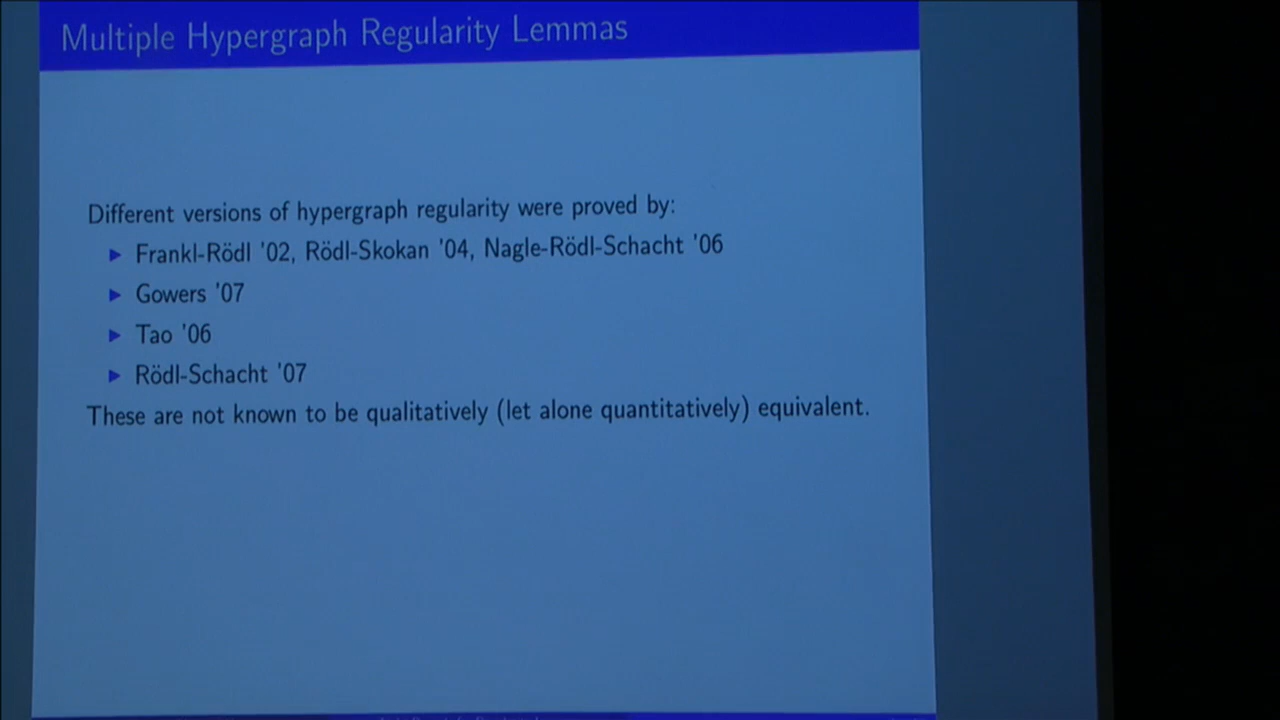 Multiple Hypergraph Regularity Lemmas
Different versions of hypergraph regularity were proved by:
Frankl-Rödl '02, Rödl-Skokan '04, Nagle-Rödl-Schacht '06
Gowers '07
Tao '06
Rödl-Schacht '07
These are not known to be qualitatively (let alone quantitatively) equivalent.